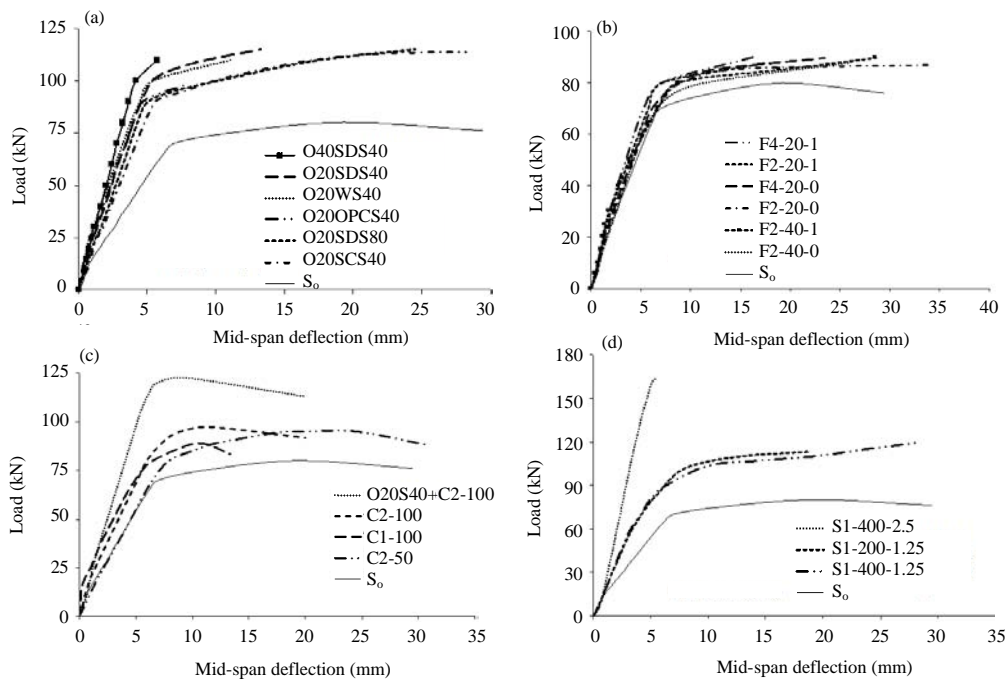 (a)
125
100
75
50
25
0
Load (kN)
O40SDS40
O20SDS40
O20WS40
O20OPCS40
O20SDS80
O20SCS40
So
0 5 10 15 20 25 30
Mid-span deflection (mm)
(b)
100
80
60
40
20
0
Load (kN)
F4-20-1
F2-20-1
F4-20-0
F2-20-0
F2-40-1
F2-40-0
So
0 5 10 15 20 25 30 35 40
Mid-span deflection (mm)
(c)
125
100
75
50
25
0
Load (kN)
O20S40+C2-100
C2-100
C1-100
C2-50
So
0 5 10 15 20 25 30 35
Mid-span deflection (mm)
(d)
180
150
120
90
60
30
0
Load (kN)
S1-400-2.5
S1-200-1.25
S1-400-1.25
So
0 5 10 15 20 25 30 35
Mid-span deflection (mm)